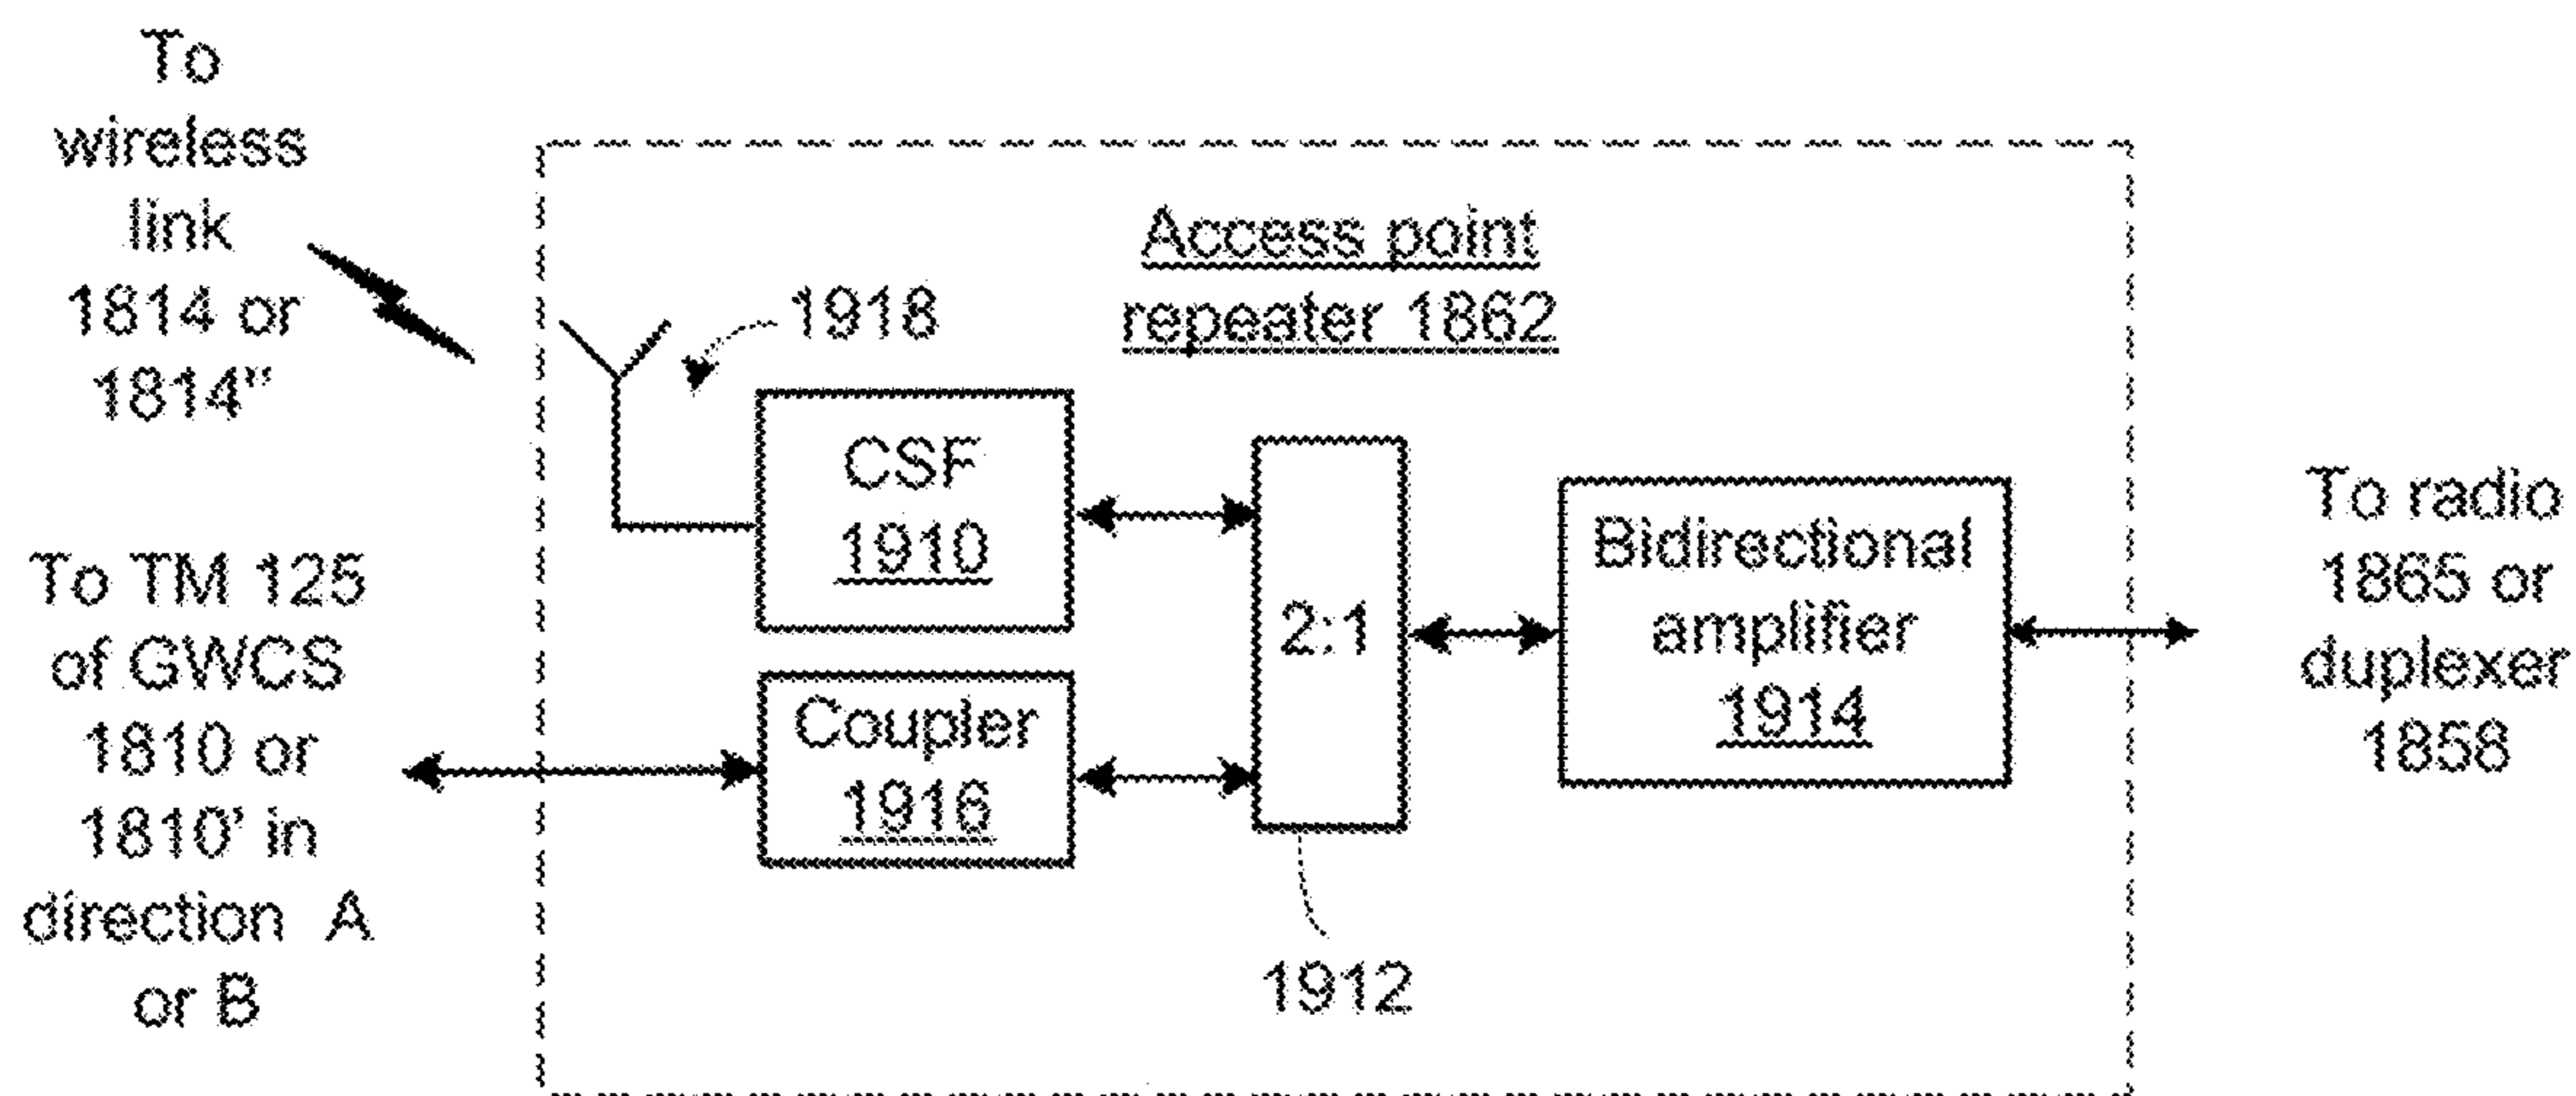 To
wireless
link
1814 or
1814"
To TM 125
of GWCS
1810 or
1810' in
direction A
or B
Access point
repeater 1862
1918
CSF
1910
Coupler
1916
2:1
1912
Bidirectional
amplifier
1914
To radio
1865 or
duplexer
1858